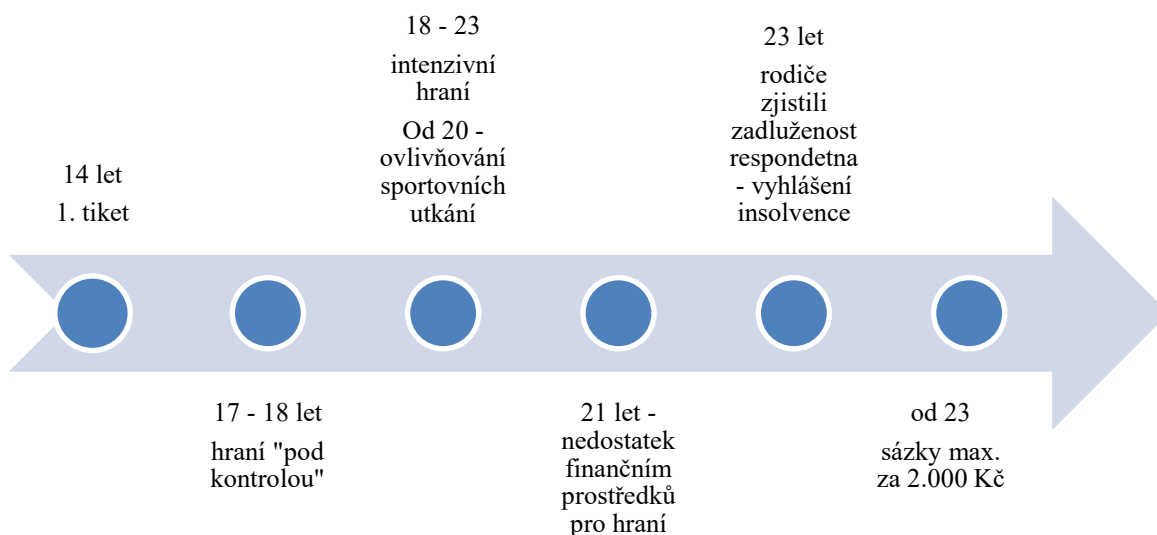 14 let
1. tiket
17 - 18 let
hraní "pod
kontrolou"
18 - 23
intenzivní
hraní
Od 20 -
ovlivňování
sportovních
utkání
21 let -
nedostatek
finančním
prostředků
pro hraní
23 let
rodiče
zjistili
zadluženost
respondetna
- vyhlášení
insolvence
od 23
sázky max.
za 2.000 Kč